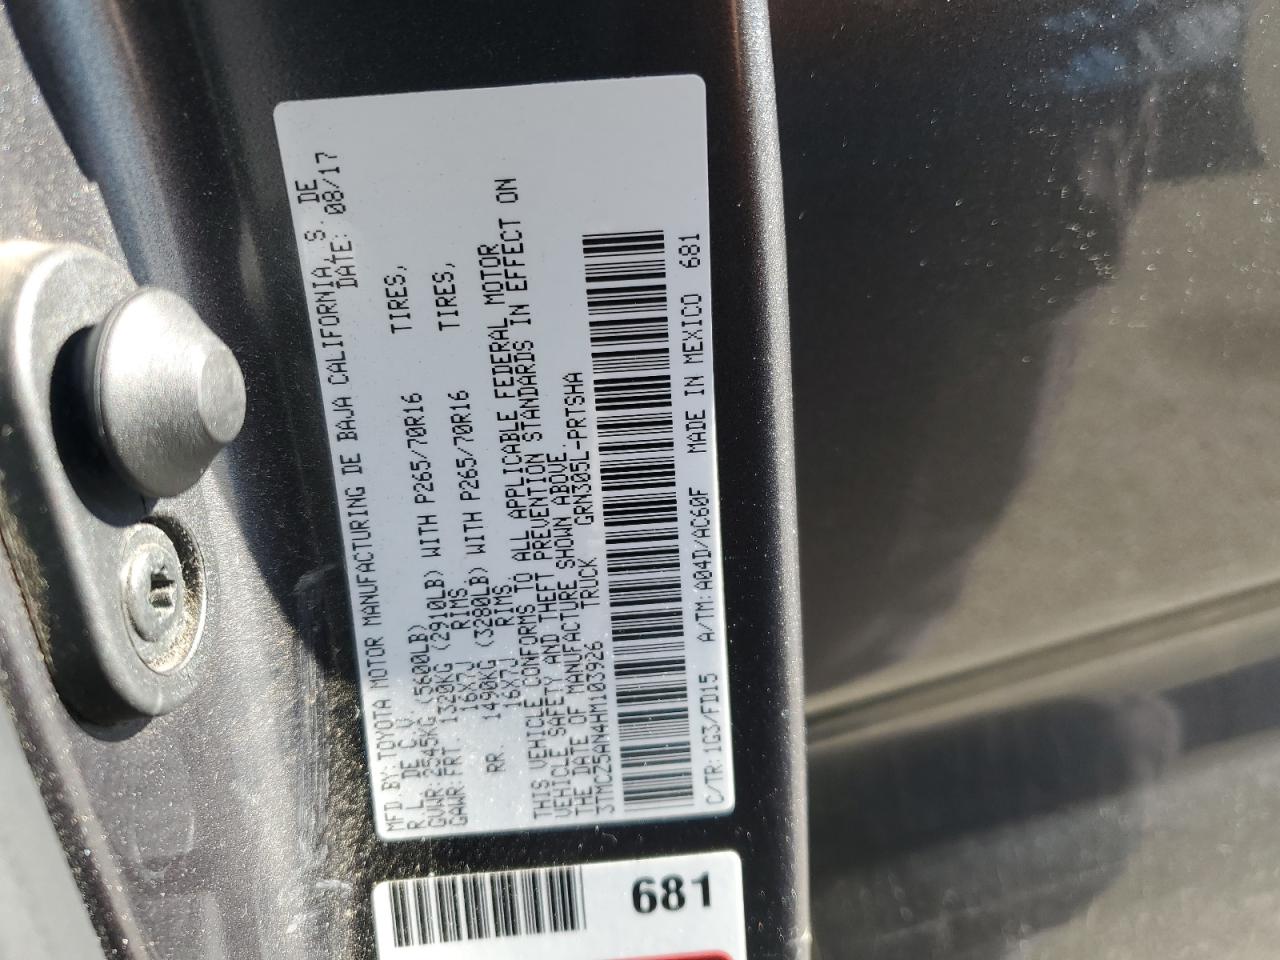 MFD BY:TOYOTA MOTOR MANUFACTURING DE BAJA CALIFORNIA,S. DE
R.L. DE C.V. DATE: 08/17
GVWR:2545KG (5600LB)
GAWR:FRT 1320KG (2910LB) WITH P265/70R16 TIRES,
16X7J RIMS.
RR. 1490KG (3280LB) WITH P265/70R16 TIRES,
16X7J RIMS.
THIS VEHICLE CONFORMS TO ALL APPLICABLE FEDERAL MOTOR
VEHICLE SAFETY AND THEFT PREVENTION STANDARDS IN EFFECT ON
THE DATE OF MANUFACTURE SHOWN ABOVE.
3TMCZ5AN4HM103926 TRUCK GRN305L-PRTSHA
C/TR:1G3/FD15 A/TM:A04D/AC60F MADE IN MEXICO 681
681